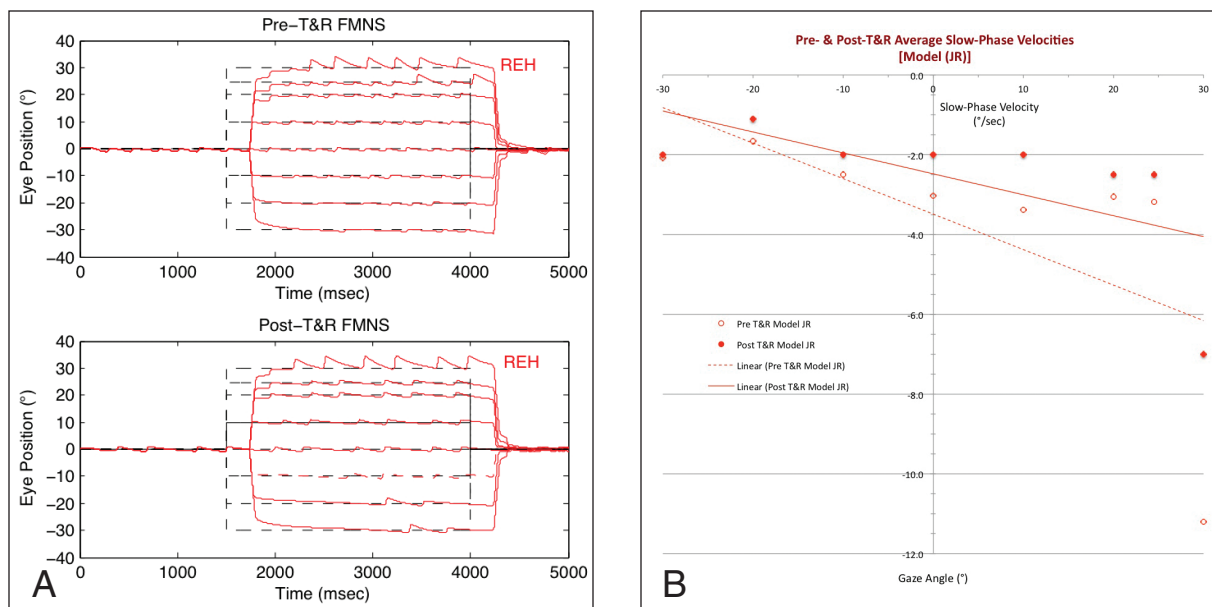 Pre−T&R FMNS
REH
40
30
20
10
0
−10
−20
−30
−40
Eye Position (°)
0 1000 2000 3000 4000 5000
Time (msec)
Post−T&R FMNS
REH
40
30
20
10
0
−10
−20
−30
−40
Eye Position (°)
0 1000 2000 3000 4000 5000
Time (msec)
A
Pre- & Post-T&R Average Slow-Phase Velocities
[Model (JR)]
0.0
-30 -20 -10 0 10 20 30
Slow-Phase Velocity
(°/sec)
-2.0
-4.0
-6.0
-8.0
-10.0
-12.0
Pre T&R Model JR
Post T&R Model JR
Linear (Pre T&R Model JR)
Linear (Post T&R Model JR)
Gaze Angle (°)
B